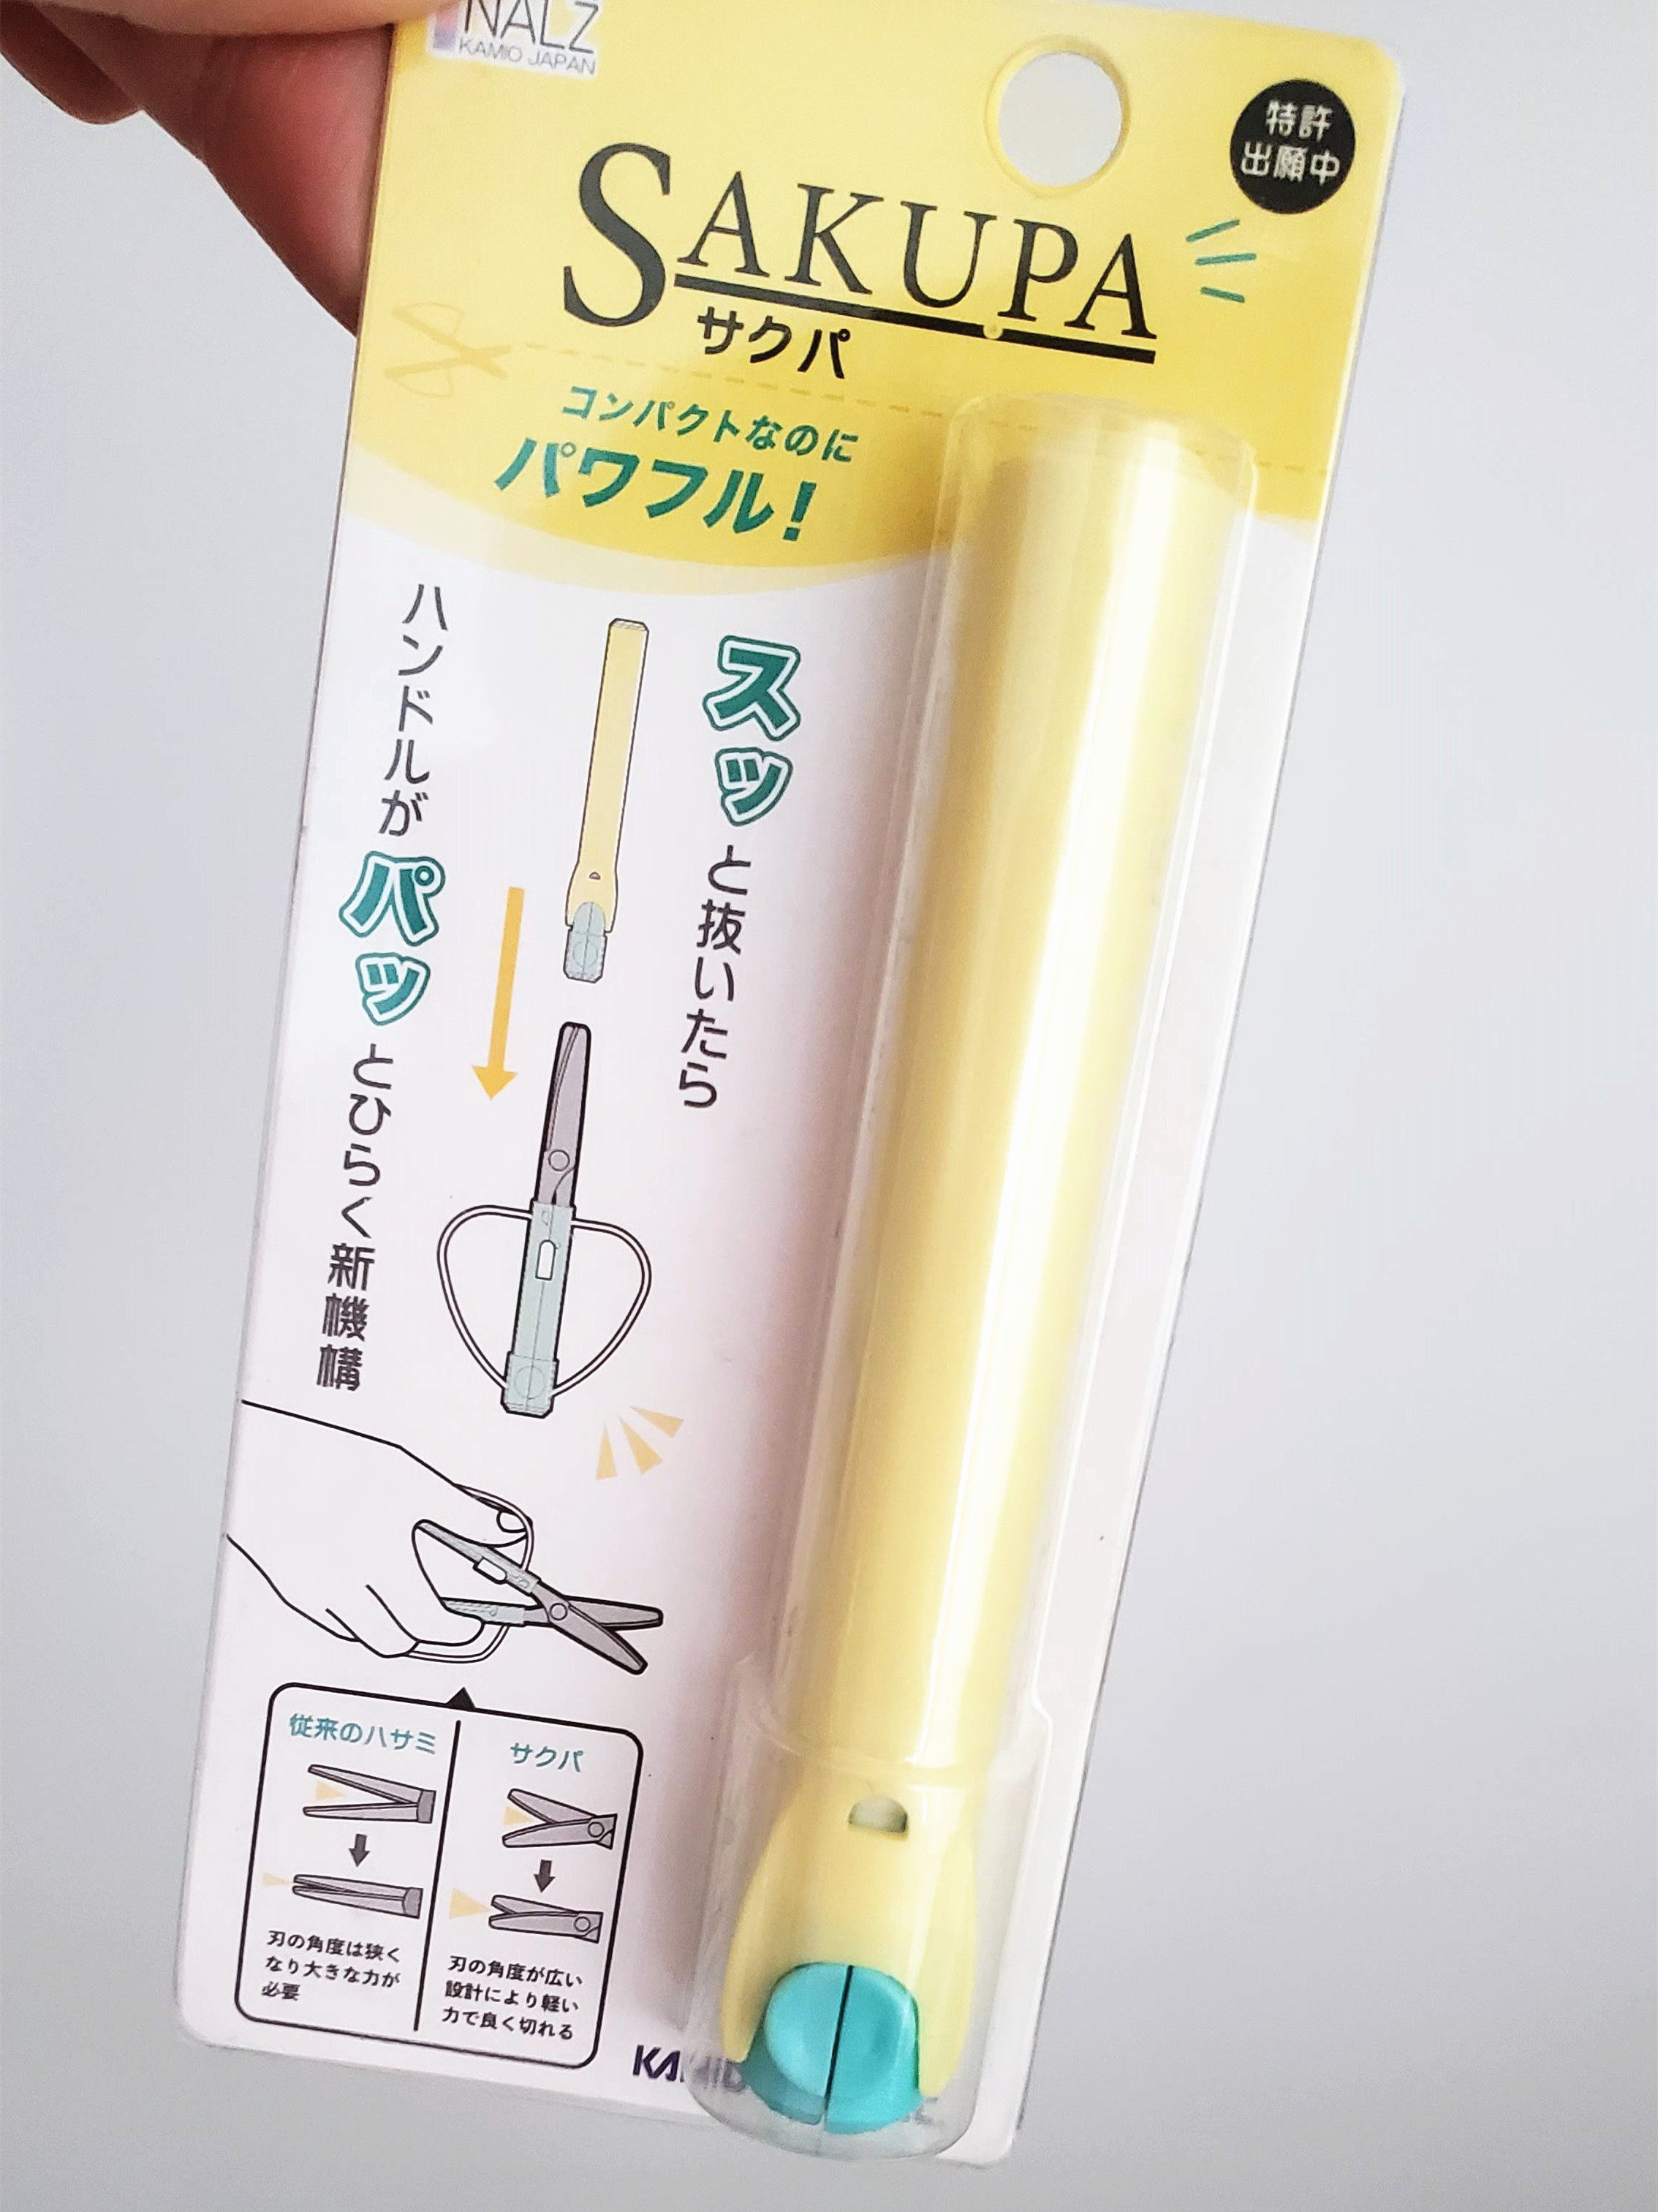 NALZ
KAMIO JAPAN
特許
出願中
SAKUPA
サクパ
コンパクトなのに
パワフル!
スッと抜いたら
ハンドルがパッとひらく新機構
従来のハサミ
刃の角度は狭く
なり大きな力が
必要
サクパ
刃の角度が広い
設計により軽い
力で良く切れる